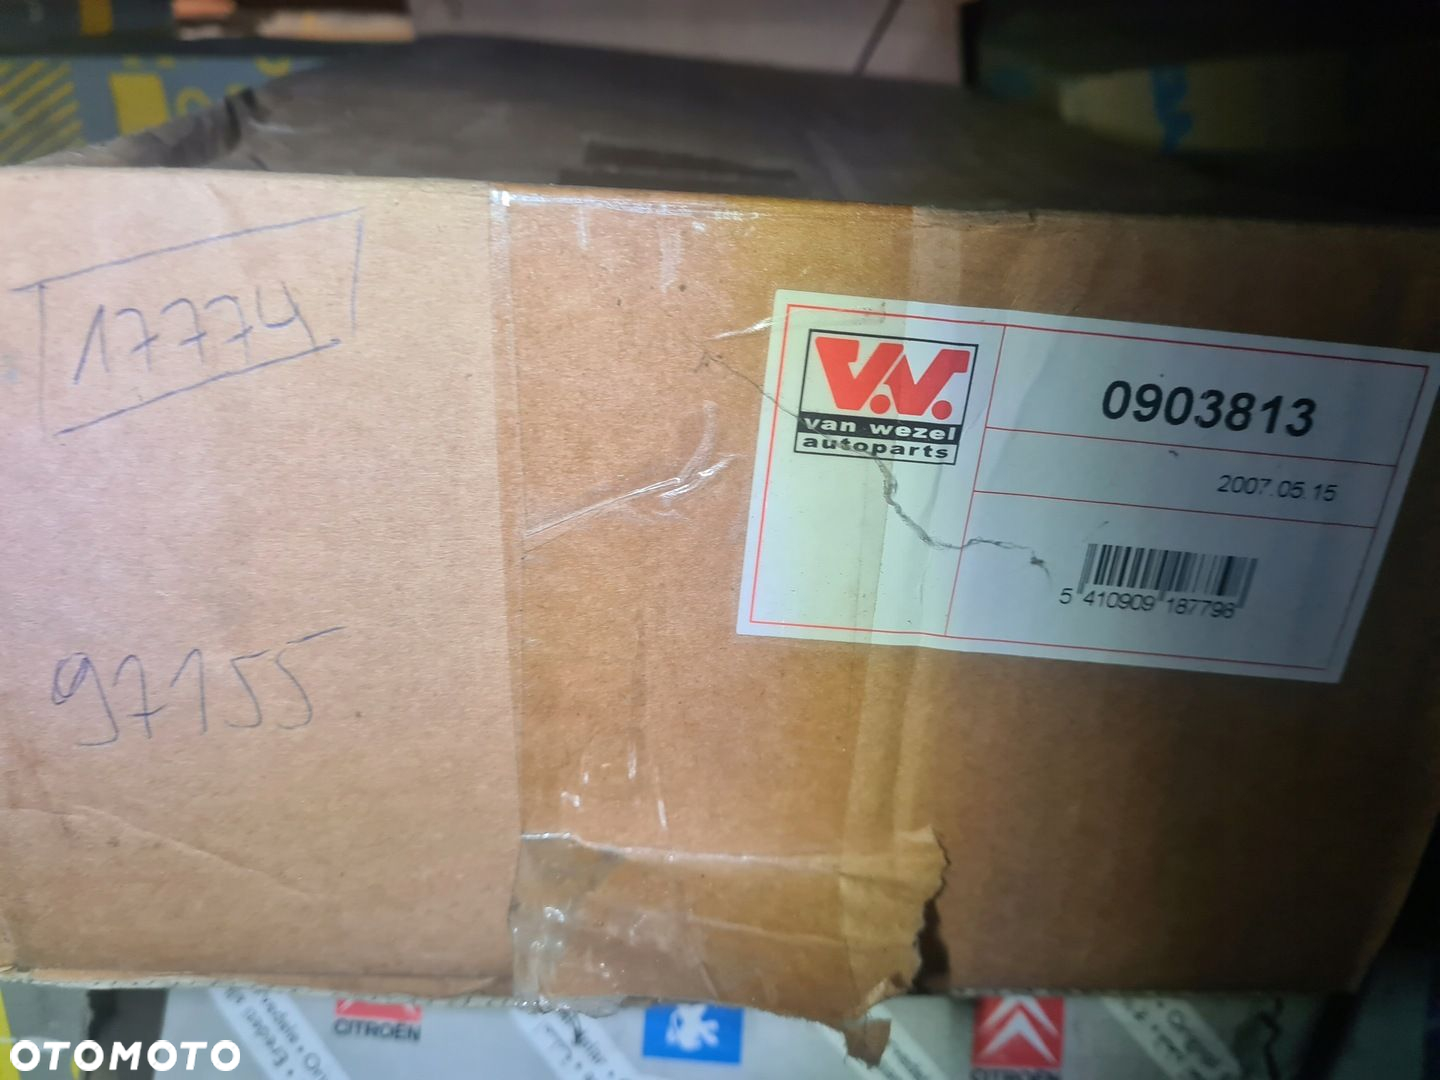 17774
97155
van wezel
autoparts
0903813
2007.05.15
5 410909 187798
CITROËN
OTOMOTO